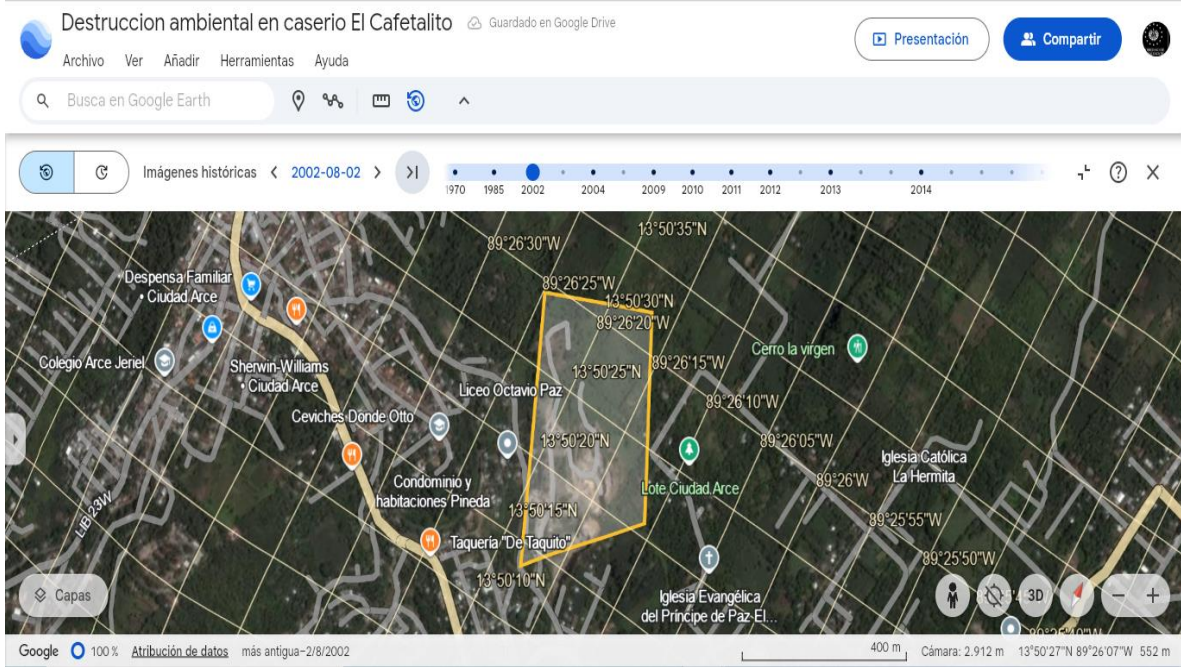 Destruccion ambiental en caserio El Cafetalito
Guardado en Google Drive
Archivo Ver Añadir Herramientas Ayuda
Presentación
Compartir
Busca en Google Earth
Imágenes históricas
2002-08-02
1970 1985 2002 2004 2009 2010 2011 2012 2013 2014
13°50'35"N
89°26'30"W
Despensa Familiar
• Ciudad Arce
89°26'25"W
13°50'30"N
89°26'20"W
Colegio Arce Jeriel
Sherwin-Williams
• Ciudad Arce
Cerro la virgen
89°26'15"W
13°50'25"N
Liceo Octavio Paz
89°26'10"W
Ceviches Donde Otto
13°50'20"N
89°26'05"W
Iglesia Católica
La Hermita
Condominio y
habitaciones Pineda
Lote Ciudad Arce
89°26'W
13°50'15"N
LIB 23W
89°25'55"W
Taquería "De Taquito"
89°25'50"W
13°50'10"N
Iglesia Evangélica
del Príncipe de Paz-El...
Capas
3D
89°25'40"W
Google 100 % Atribución de datos más antigua–2/8/2002
400 m Cámara: 2.912 m 13°50'27"N 89°26'07"W 552 m